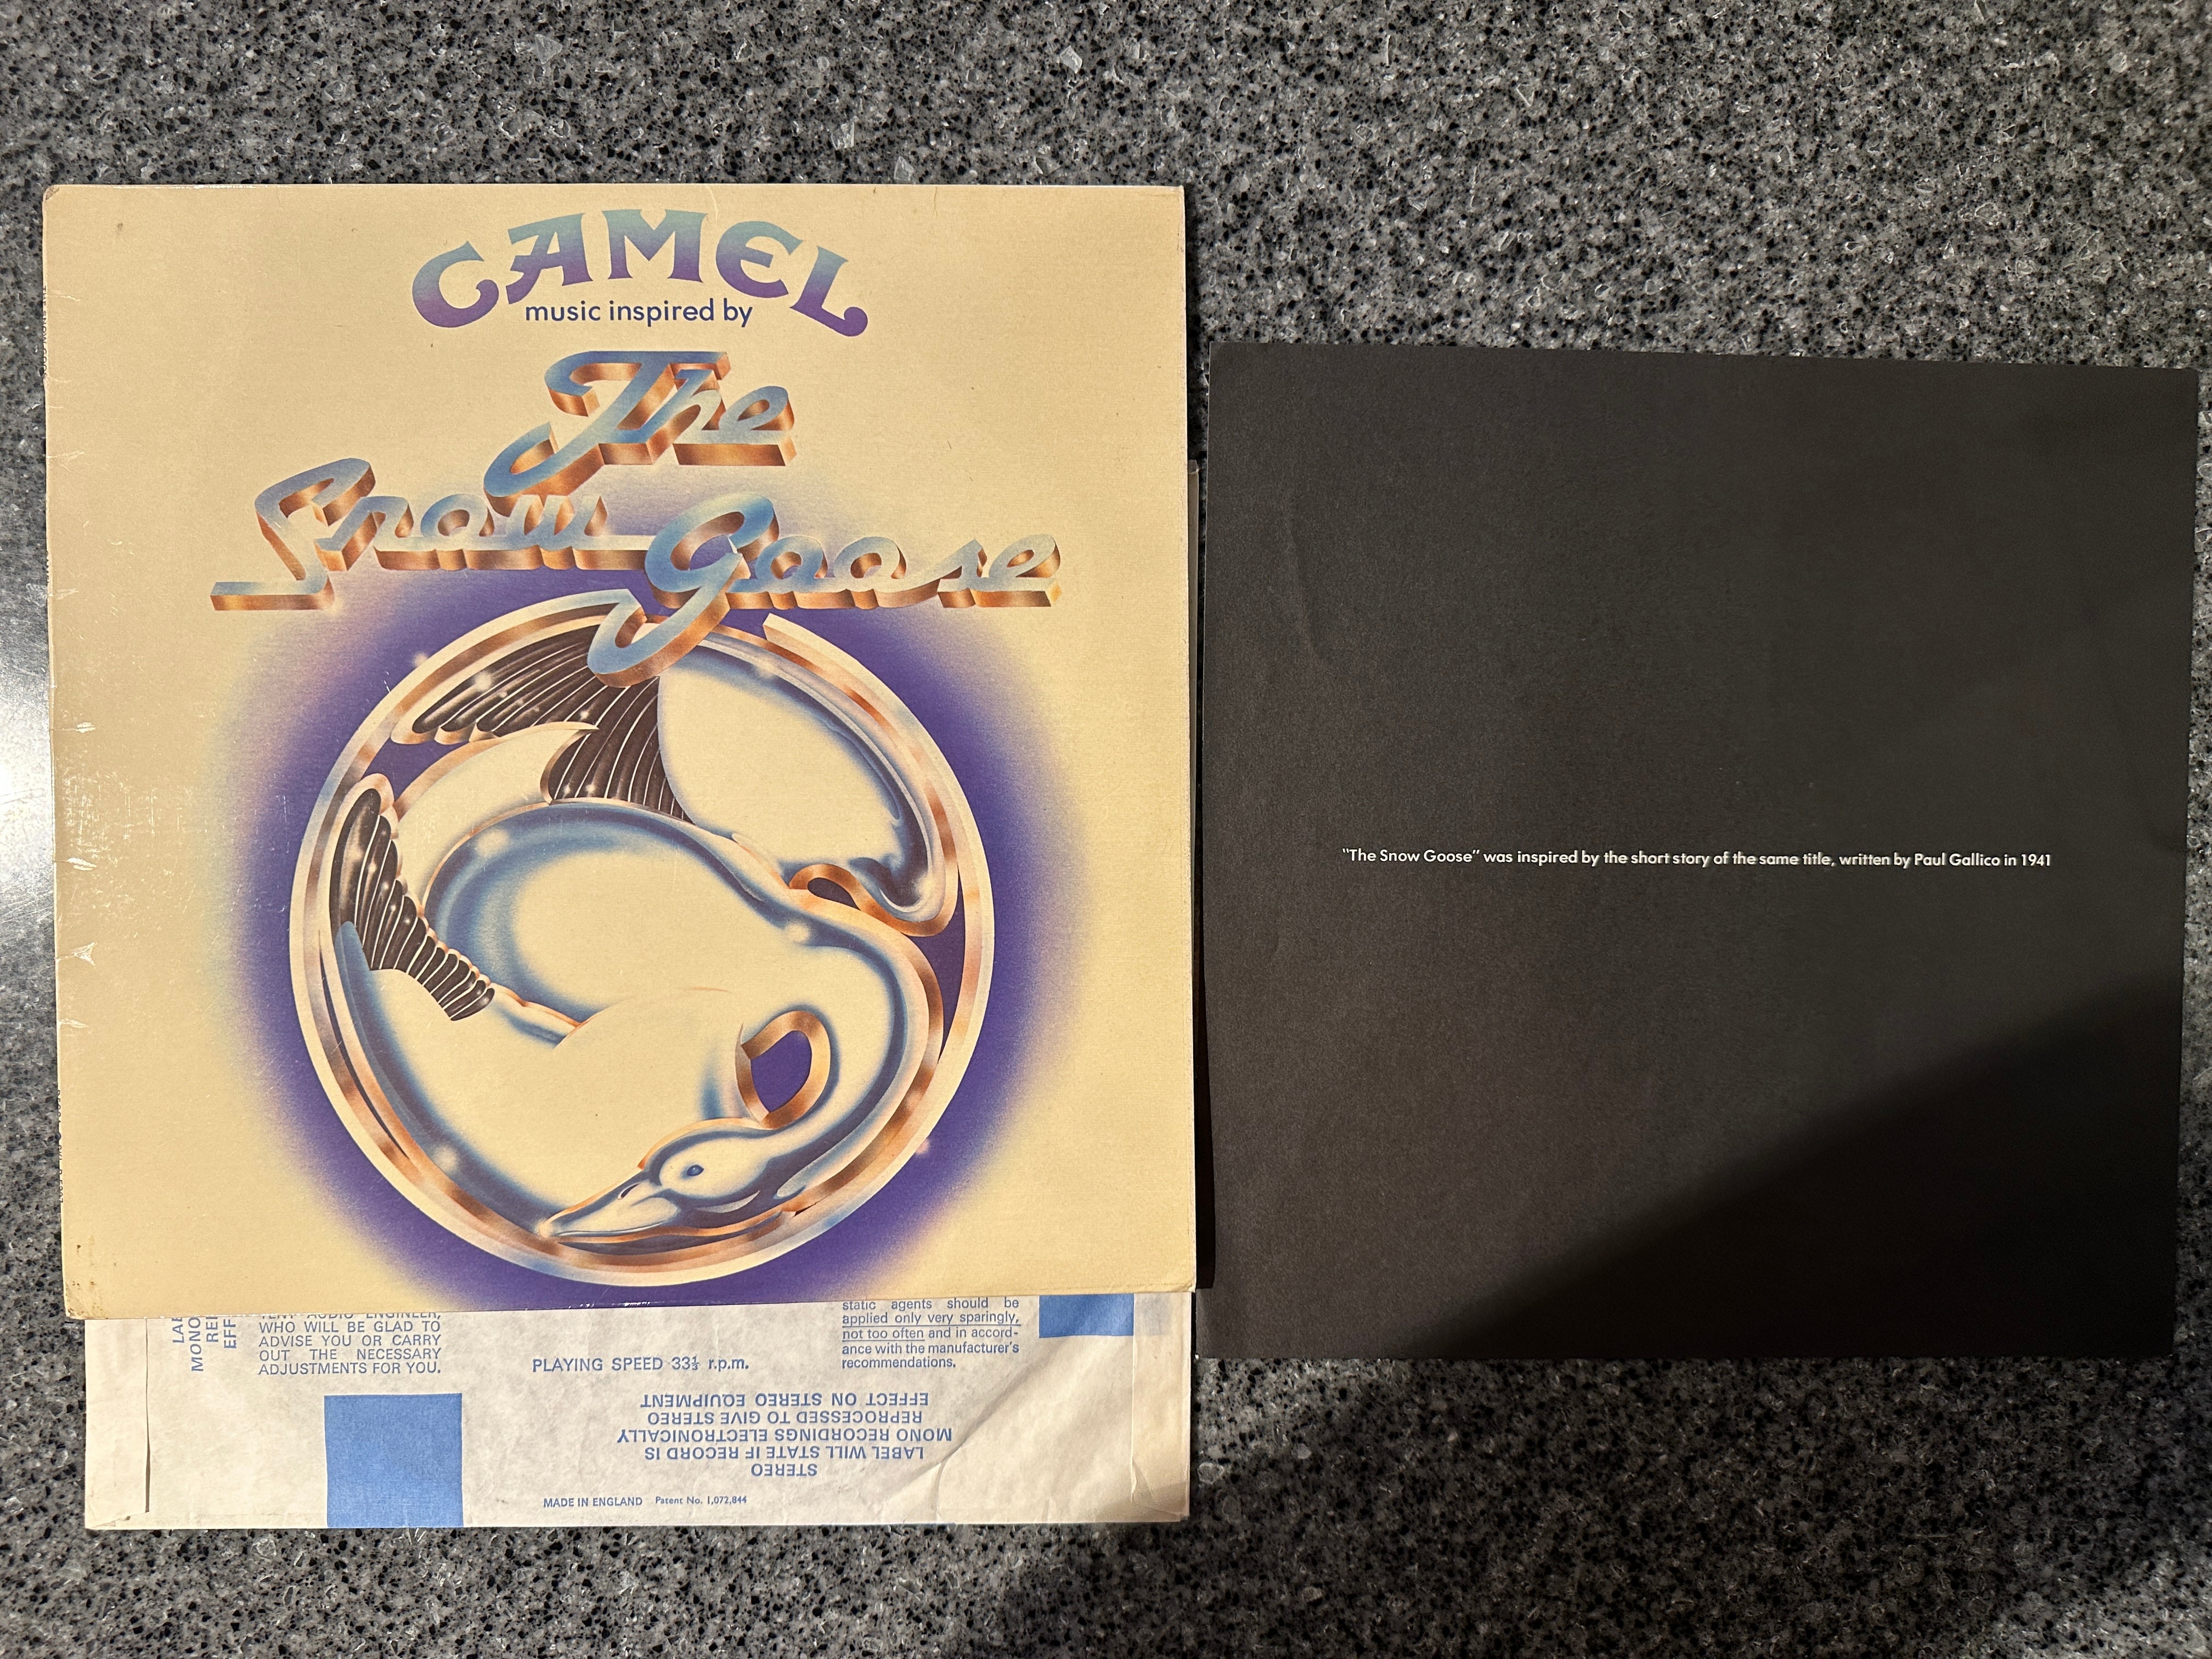 CAMEL
music inspired by
The
Snow Goose
"The Snow Goose" was inspired by the short story of the same title, written by Paul Gallico in 1941
WHO WILL BE GLAD TO
ADVISE YOU OR CARRY
OUT THE NECESSARY
ADJUSTMENTS FOR YOU.
PLAYING SPEED 33⅓ r.p.m.
static agents should be
applied only very sparingly,
not too often and in accord-
ance with the manufacturer's
recommendations.
STEREO
LABEL WILL STATE IF RECORD IS
MONO RECORDINGS ELECTRONICALLY
REPROCESSED TO GIVE STEREO
EFFECT ON STEREO EQUIPMENT
MADE IN ENGLAND Patent No. 1,072,844